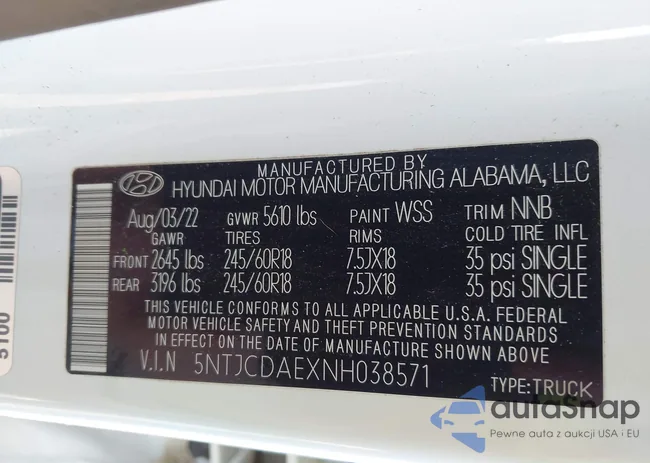 MANUFACTURED BY
HYUNDAI MOTOR MANUFACTURING ALABAMA, LLC
Aug/03/22 GVWR 5610 lbs PAINT WSS TRIM NNB
GAWR TIRES RIMS COLD TIRE INFL
FRONT 2645 lbs 245/60R18 7.5JX18 35 psi SINGLE
REAR 3196 lbs 245/60R18 7.5JX18 35 psi SINGLE
THIS VEHICLE CONFORMS TO ALL APPLICABLE U.S.A. FEDERAL
MOTOR VEHICLE SAFETY AND THEFT PREVENTION STANDARDS
IN EFFECT ON THE DATE OF MANUFACTURE SHOWN ABOVE
V.I.N 5NTJCDAEXNH038571
TYPE:TRUCK
5100
autaSnap
Pewne auta z aukcji USA i EU